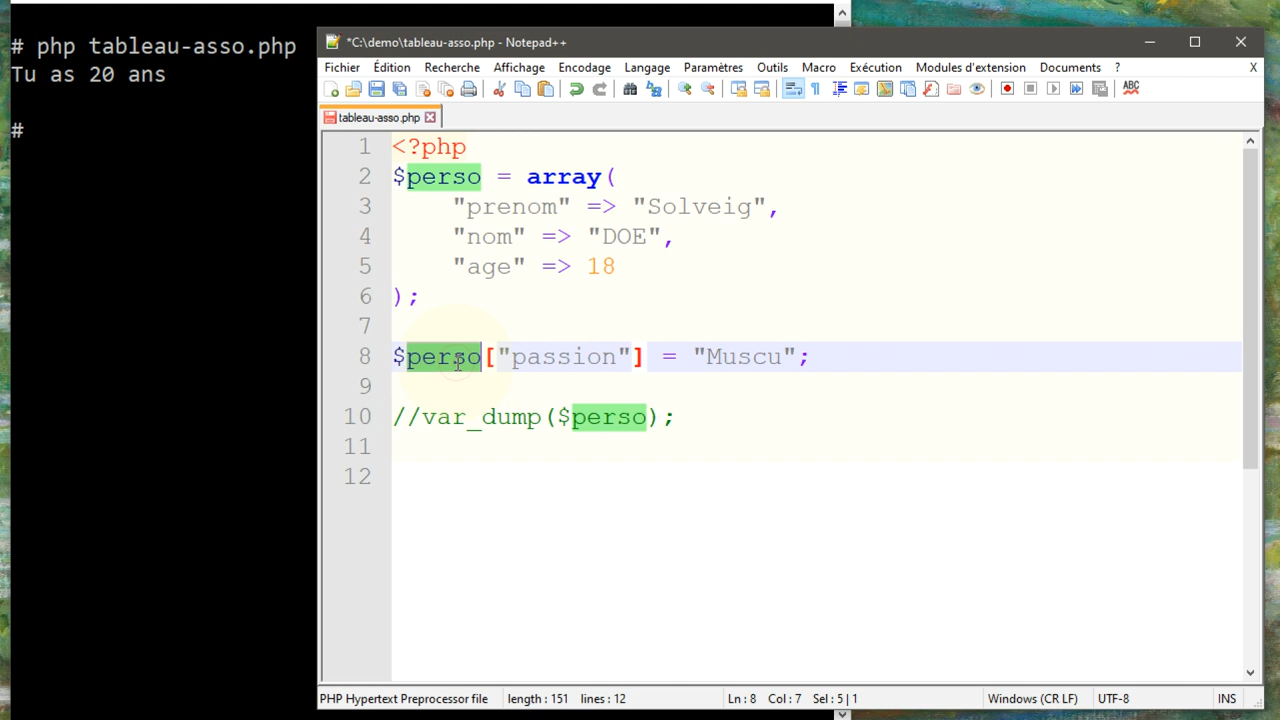 # php tableau-asso.php
Tu as 20 ans
#
*C:\demo\tableau-asso.php - Notepad++
Fichier Édition Recherche Affichage Encodage Langage Paramètres Outils Macro Exécution Modules d'extension Documents ? X
ABC
tableau-asso.php
1 <?php
2 $perso = array(
3 "prenom" => "Solveig",
4 "nom" => "DOE",
5 "age" => 18
6 );
7
8 $perso["passion"] = "Muscu";
9
10 //var_dump($perso);
11
12
PHP Hypertext Preprocessor file length : 151 lines : 12 Ln : 8 Col : 7 Sel : 5 | 1 Windows (CR LF) UTF-8 INS